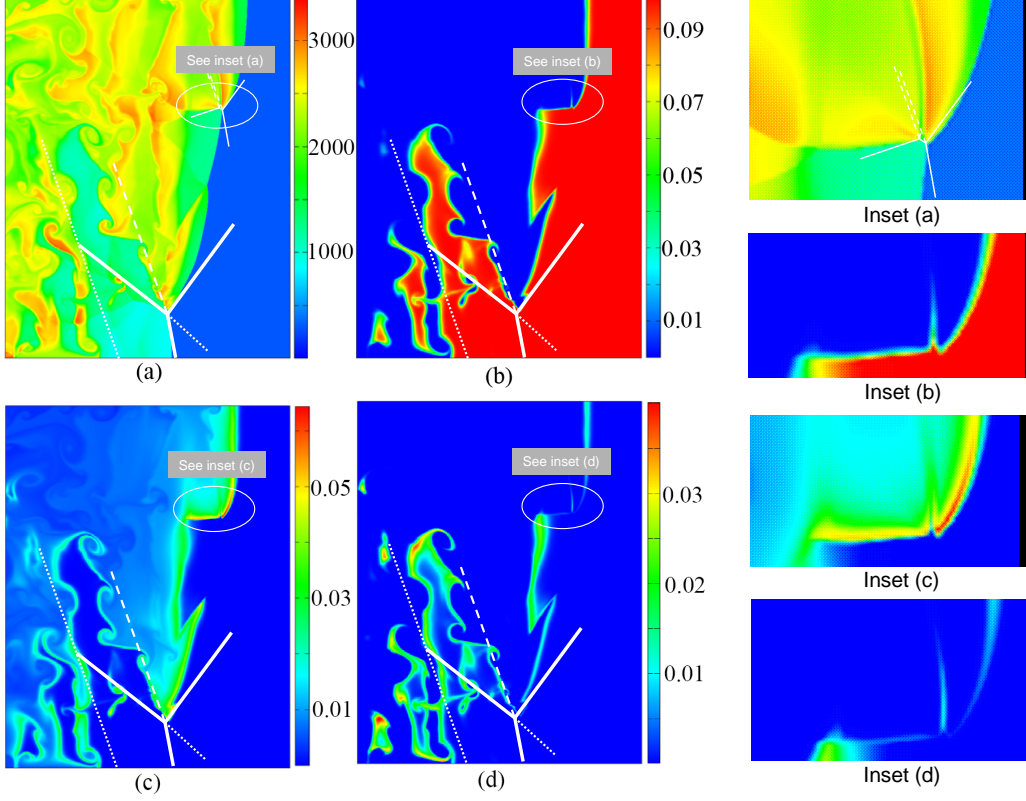 See inset (a)
3000
2000
1000
(a)
See inset (b)
0.09
0.07
0.05
0.03
0.01
(b)
Inset (a)
Inset (b)
See inset (c)
0.05
0.03
0.01
(c)
See inset (d)
0.03
0.02
0.01
(d)
Inset (c)
Inset (d)